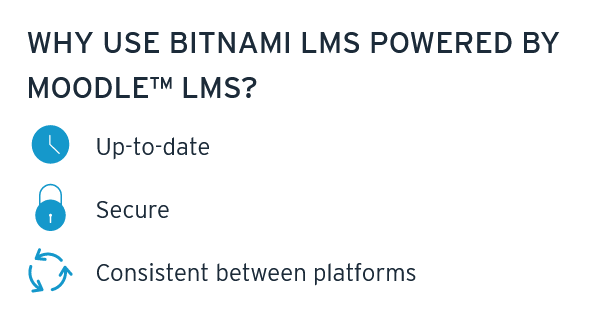 WHY USE BITNAMI LMS POWERED BY
MOODLE™ LMS?
Up-to-date
Secure
Consistent between platforms